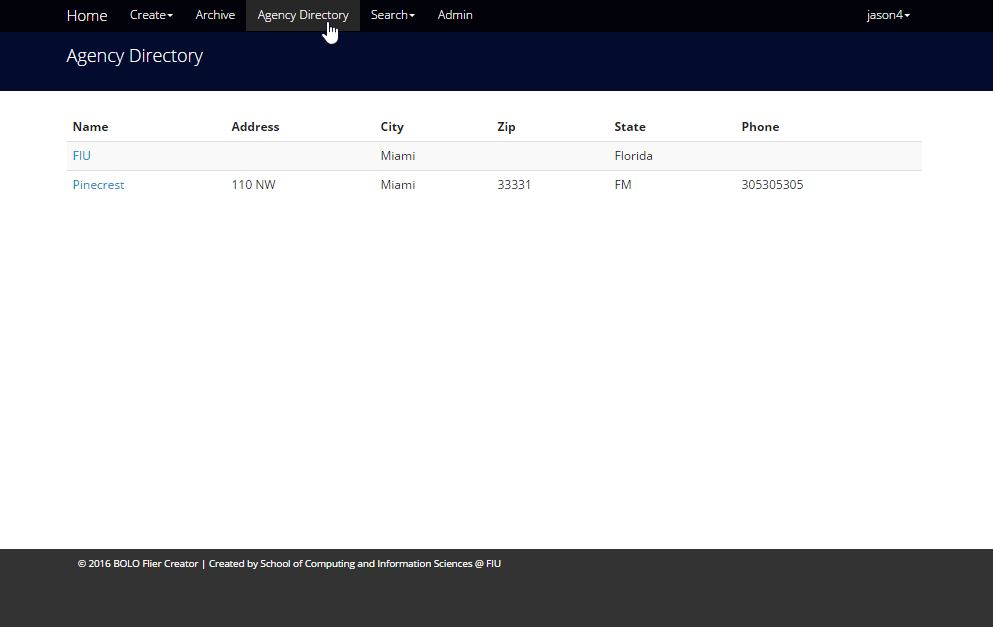 Home Create Archive Agency Directory Search Admin jason4
Agency Directory
Name Address City Zip State Phone
FIU Miami Florida
Pinecrest 110 NW Miami 33331 FM 305305305
© 2016 BOLO Flier Creator | Created by School of Computing and Information Sciences @ FIU